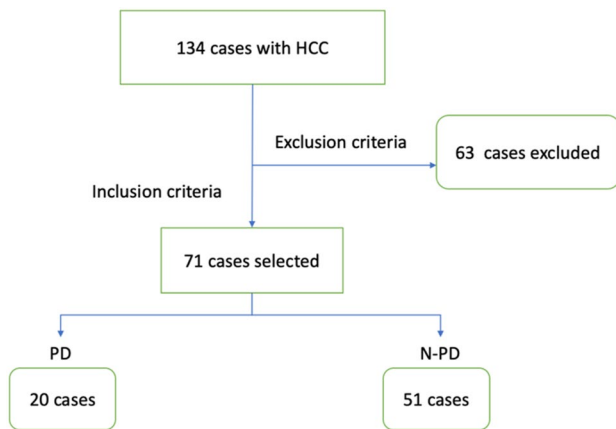 134 cases with HCC
Exclusion criteria
63 cases excluded
Inclusion criteria
71 cases selected
PD
N-PD
20 cases
51 cases